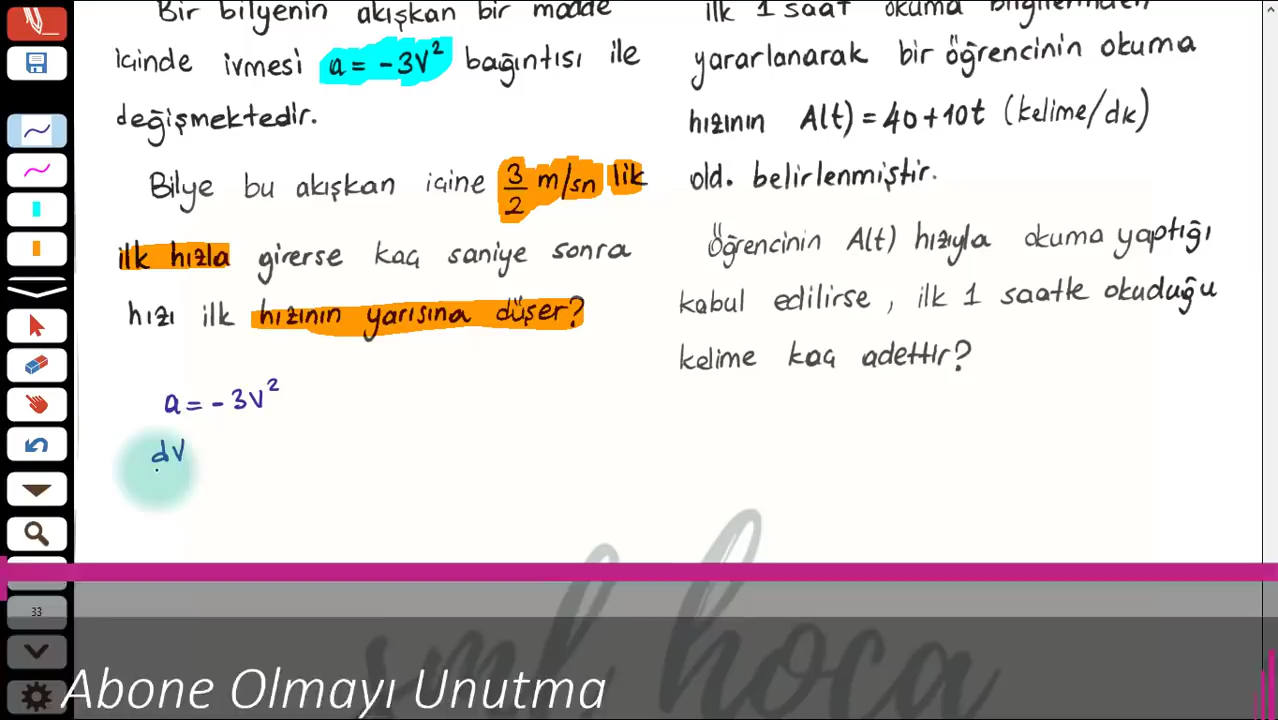 Bir bilyenin akışkan bir madde
içinde ivmesi a = -3V² bağıntısı ile
değişmektedir.
Bilye bu akışkan içine 3/2 m/sn lik
ilk hızla girerse kaç saniye sonra
hızı ilk hızının yarısına düşer?
a = -3V²
dV
ilk 1 saat okuma bilgilerinden
yararlanarak bir öğrencinin okuma
hızının A(t) = 40+10t (kelime/dk)
old. belirlenmiştir.
Öğrencinin A(t) hızıyla okuma yaptığı
kabul edilirse, ilk 1 saatte okuduğu
kelime kaç adettir?
33
sml hoca
Abone Olmayı Unutma